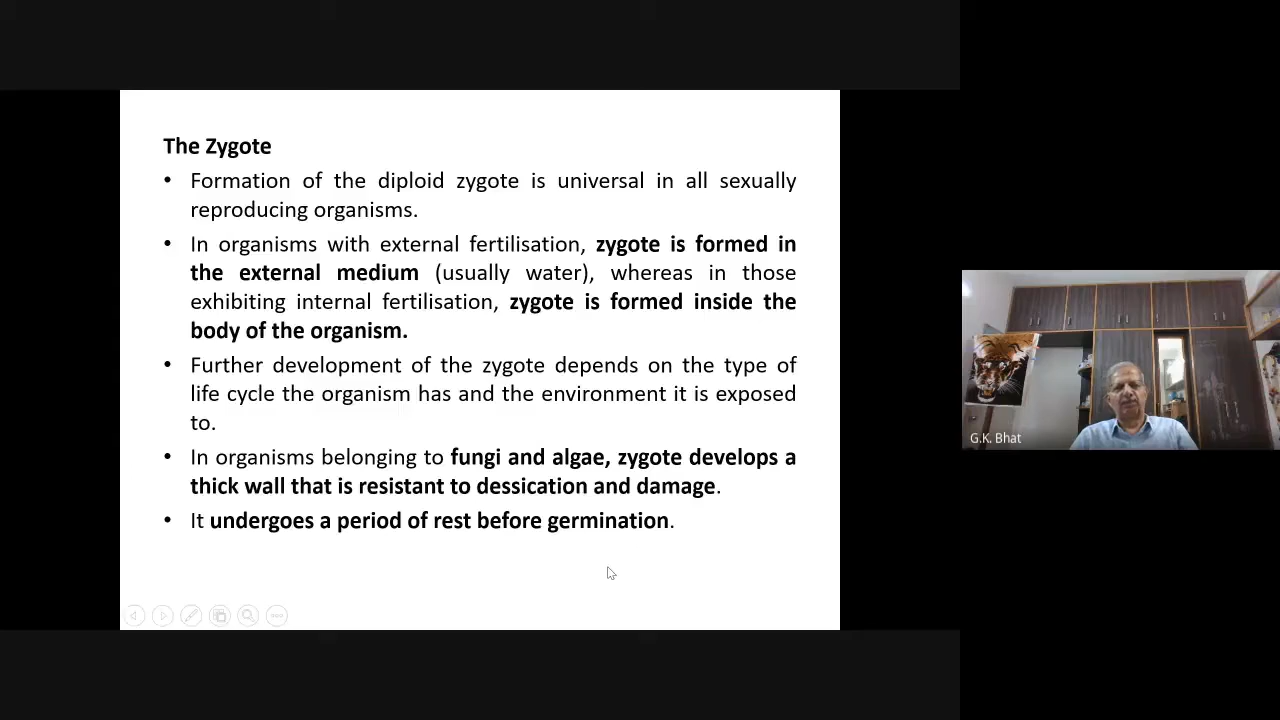 The Zygote
• Formation of the diploid zygote is universal in all sexually
reproducing organisms.
• In organisms with external fertilisation, zygote is formed in
the external medium (usually water), whereas in those
exhibiting internal fertilisation, zygote is formed inside the
body of the organism.
• Further development of the zygote depends on the type of
life cycle the organism has and the environment it is exposed
to.
• In organisms belonging to fungi and algae, zygote develops a
thick wall that is resistant to dessication and damage.
• It undergoes a period of rest before germination.
G.K. Bhat